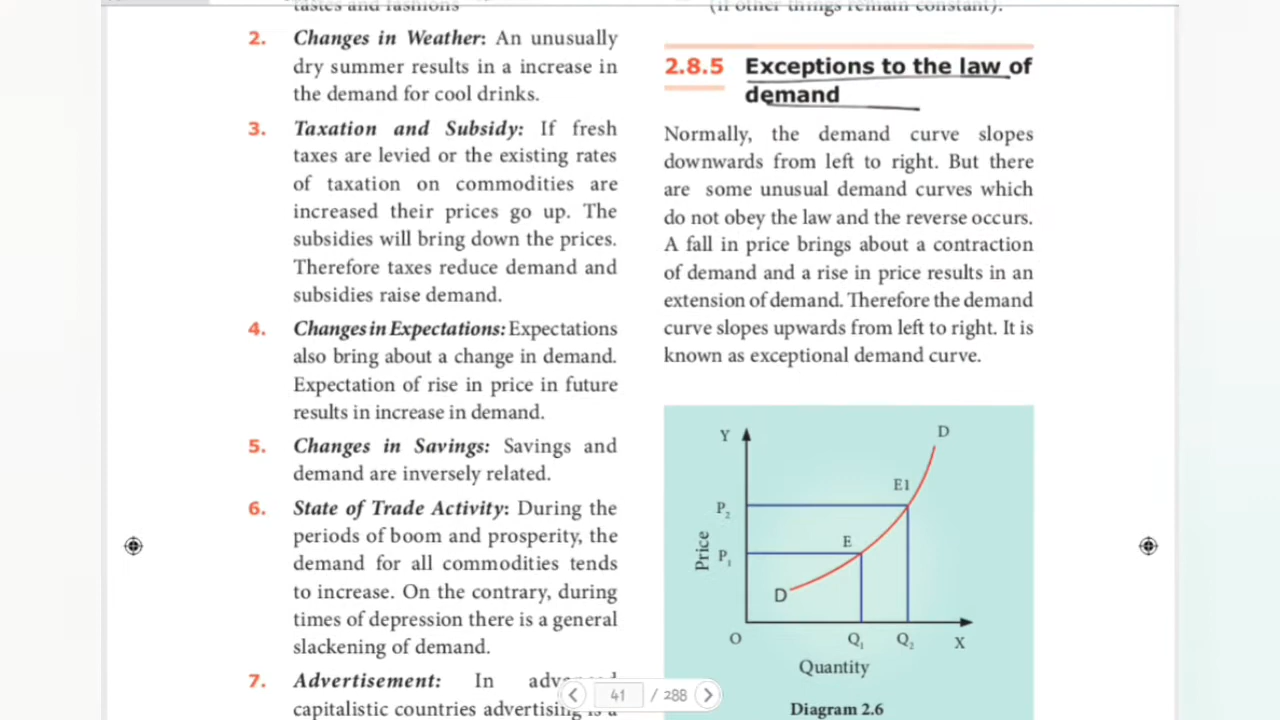 tastes and fashions
2. Changes in Weather: An unusually
dry summer results in a increase in
the demand for cool drinks.
3. Taxation and Subsidy: If fresh
taxes are levied or the existing rates
of taxation on commodities are
increased their prices go up. The
subsidies will bring down the prices.
Therefore taxes reduce demand and
subsidies raise demand.
4. Changes in Expectations: Expectations
also bring about a change in demand.
Expectation of rise in price in future
results in increase in demand.
5. Changes in Savings: Savings and
demand are inversely related.
6. State of Trade Activity: During the
periods of boom and prosperity, the
demand for all commodities tends
to increase. On the contrary, during
times of depression there is a general
slackening of demand.
7. Advertisement: In
capitalistic countries advertising is a
(if other things remain constant).
2.8.5 Exceptions to the law of
demand
Normally, the demand curve slopes
downwards from left to right. But there
are some unusual demand curves which
do not obey the law and the reverse occurs.
A fall in price brings about a contraction
of demand and a rise in price results in an
extension of demand. Therefore the demand
curve slopes upwards from left to right. It is
known as exceptional demand curve.
Y
D
E1
P₂
E
Price
P₁
D
O
Q₁
Q₂
X
Quantity
Diagram 2.6
41 / 288